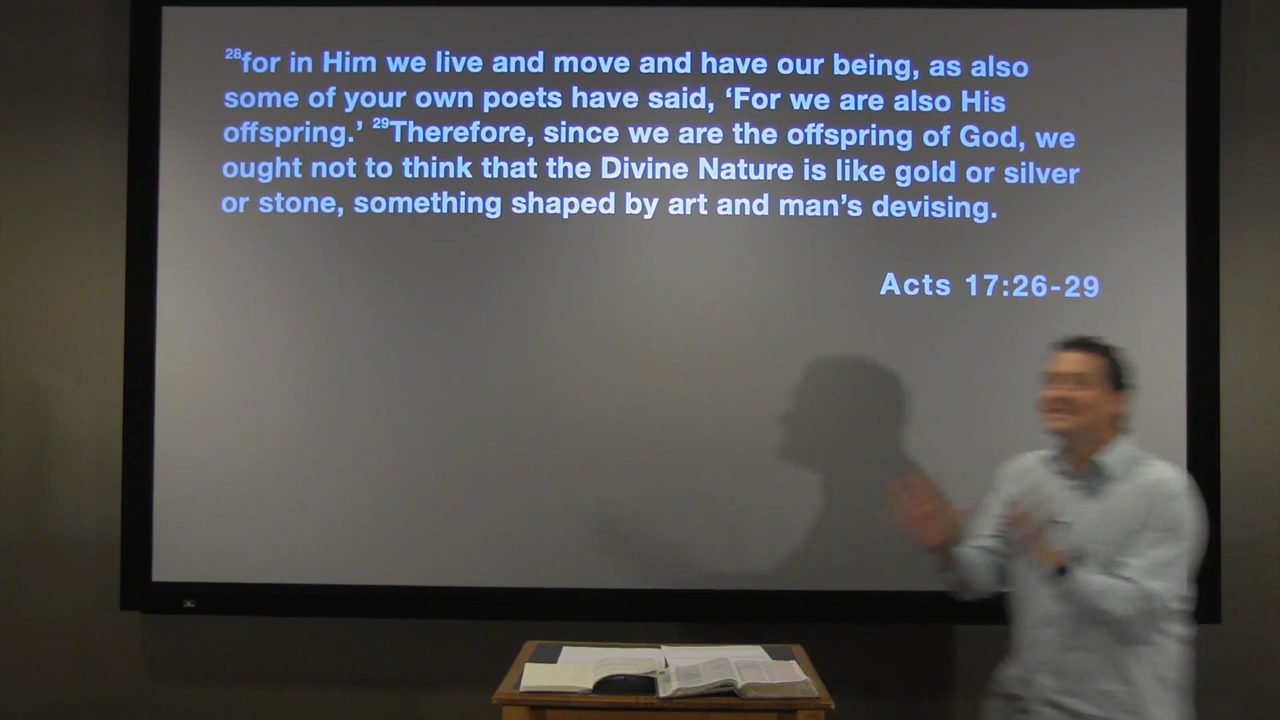 28for in Him we live and move and have our being, as also
some of your own poets have said, ‘For we are also His
offspring.’ 29Therefore, since we are the offspring of God, we
ought not to think that the Divine Nature is like gold or silver
or stone, something shaped by art and man’s devising.
Acts 17:26-29